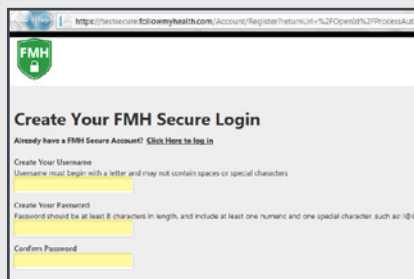 https://testsecure.followmyhealth.com/Account/Register?returnUrl=%2FOpenId%2FProcessAut
FMH
Create Your FMH Secure Login
Already have a FMH Secure Account? Click Here to log in
Create Your Username
Username must begin with a letter and may not contain spaces or special characters
Create Your Password
Password should be at least 8 characters in length, and include at least one numeric and one special character, such as:
Confirm Password